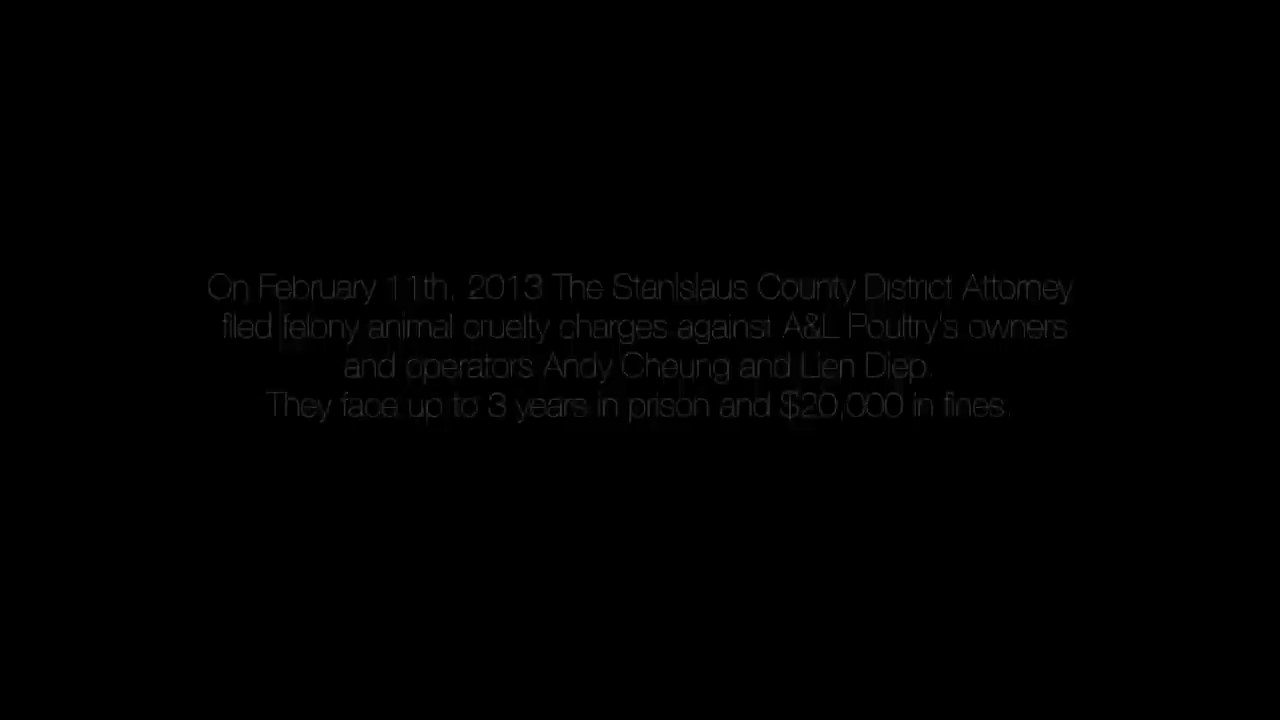 On February 11th, 2013 The Stanislaus County District Attorney
filed felony animal cruelty charges against A&L Poultry's owners
and operators Andy Cheung and Lien Diep.
They face up to 3 years in prison and $20,000 in fines.